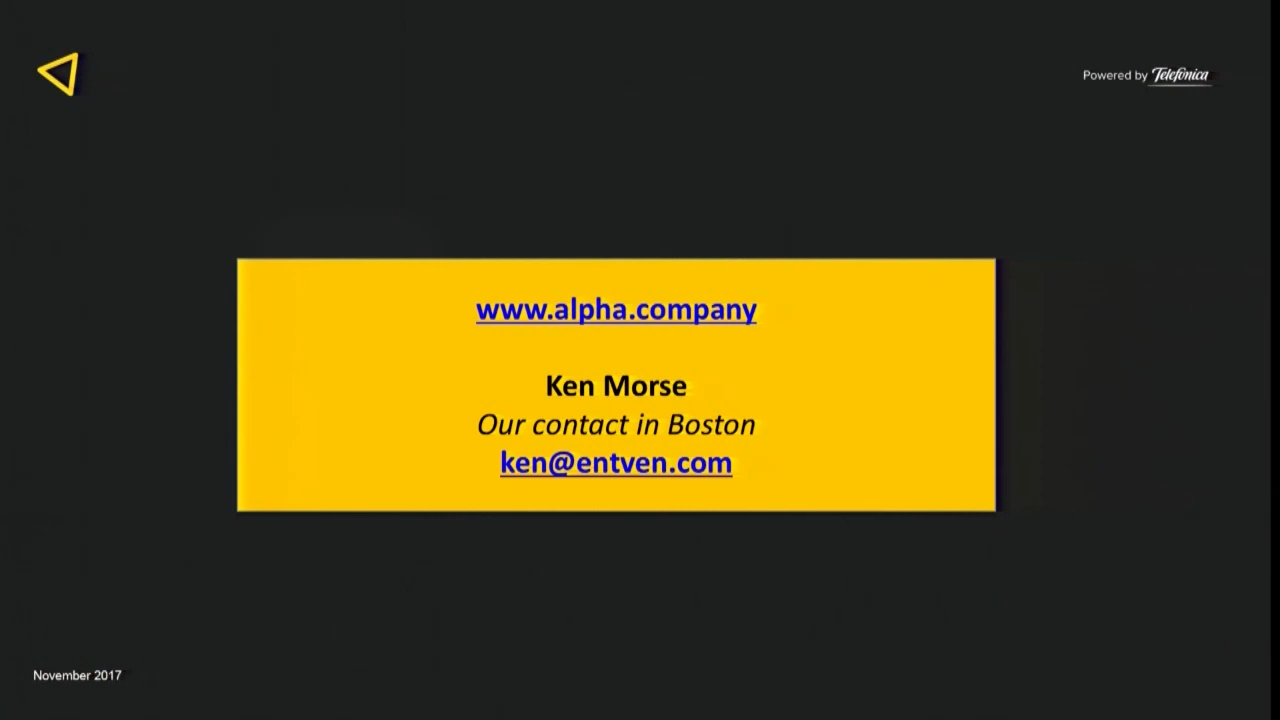 Powered by Telefónica
www.alpha.company
Ken Morse
Our contact in Boston
ken@entven.com
November 2017